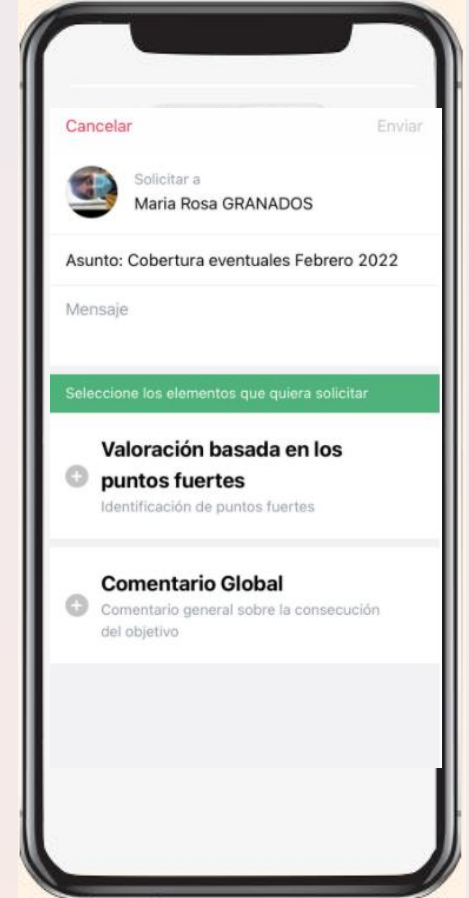 Cancelar
Enviar
Solicitar a
Maria Rosa GRANADOS
Asunto: Cobertura eventuales Febrero 2022
Mensaje
Seleccione los elementos que quiera solicitar
Valoración basada en los
puntos fuertes
Identificación de puntos fuertes
Comentario Global
Comentario general sobre la consecución
del objetivo